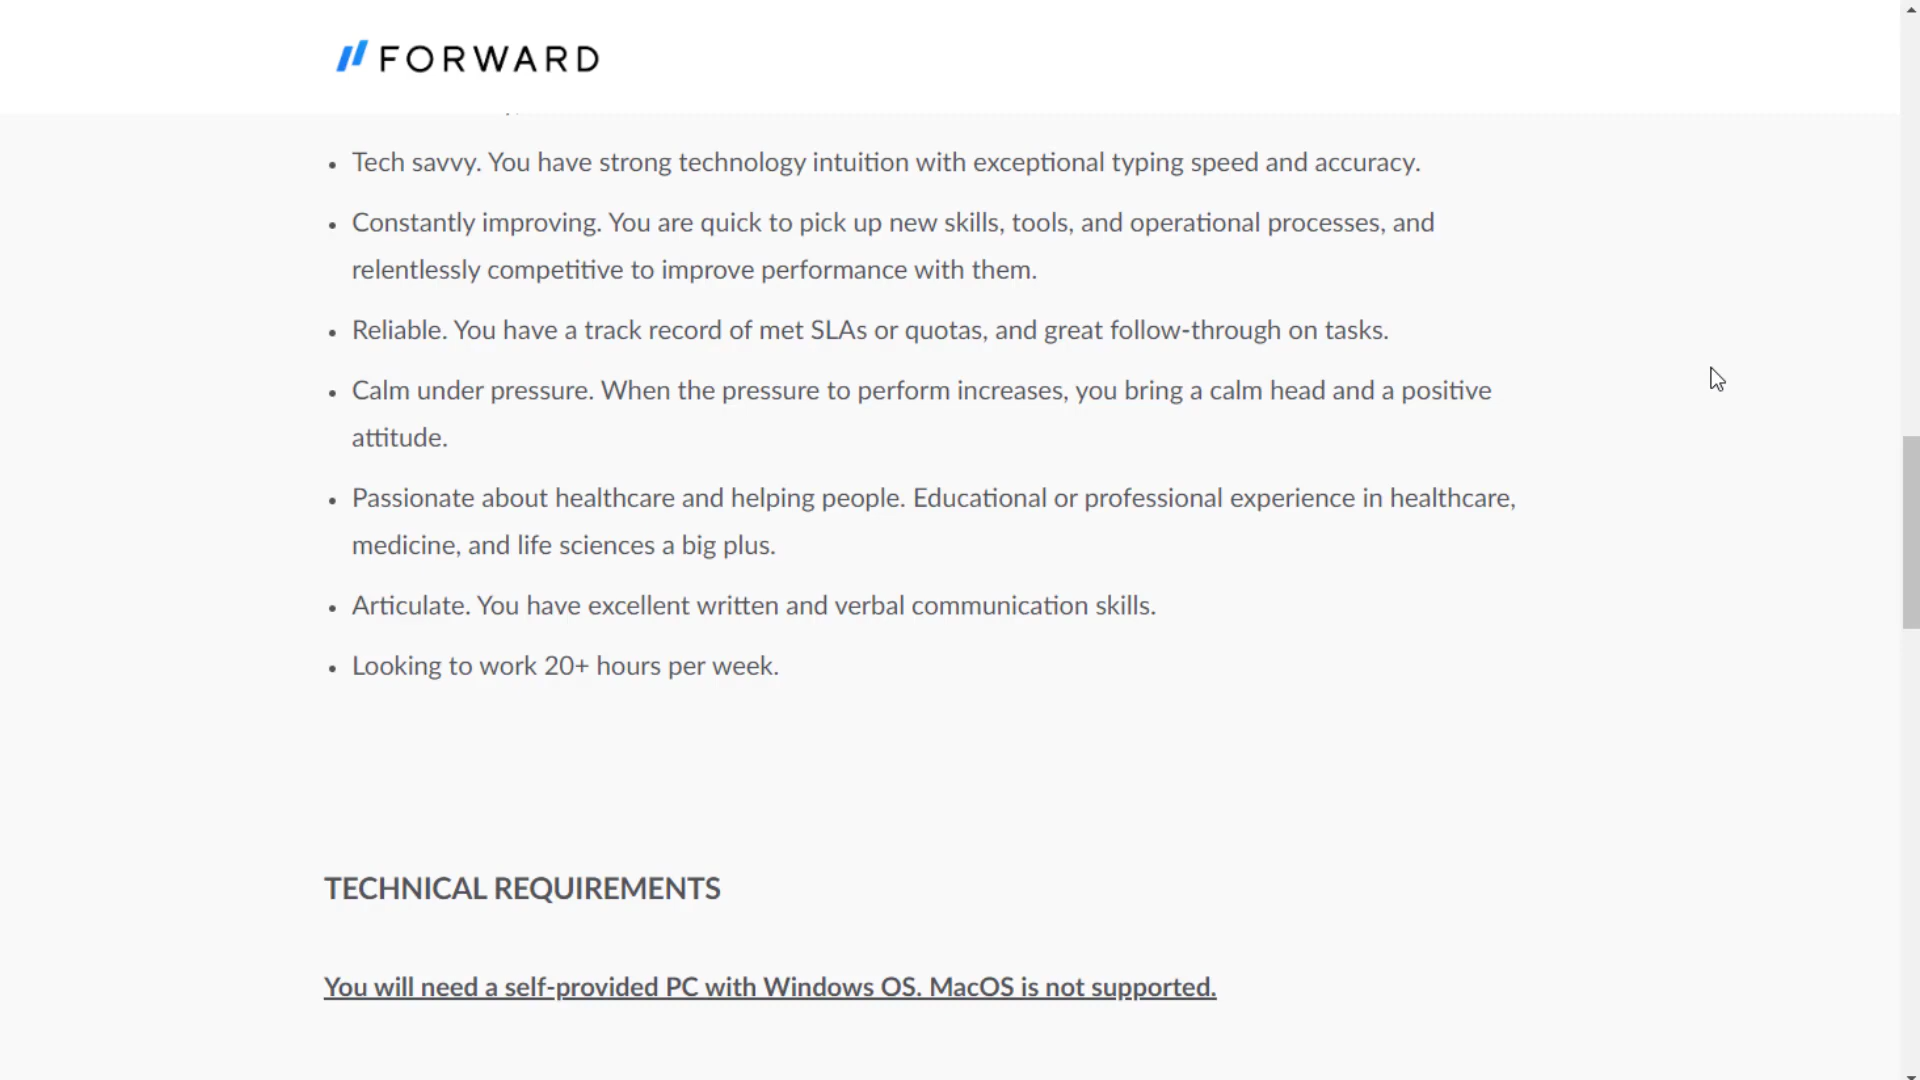 FORWARD
• Tech savvy. You have strong technology intuition with exceptional typing speed and accuracy.
• Constantly improving. You are quick to pick up new skills, tools, and operational processes, and
relentlessly competitive to improve performance with them.
• Reliable. You have a track record of met SLAs or quotas, and great follow-through on tasks.
• Calm under pressure. When the pressure to perform increases, you bring a calm head and a positive
attitude.
• Passionate about healthcare and helping people. Educational or professional experience in healthcare,
medicine, and life sciences a big plus.
• Articulate. You have excellent written and verbal communication skills.
• Looking to work 20+ hours per week.
TECHNICAL REQUIREMENTS
You will need a self-provided PC with Windows OS. MacOS is not supported.